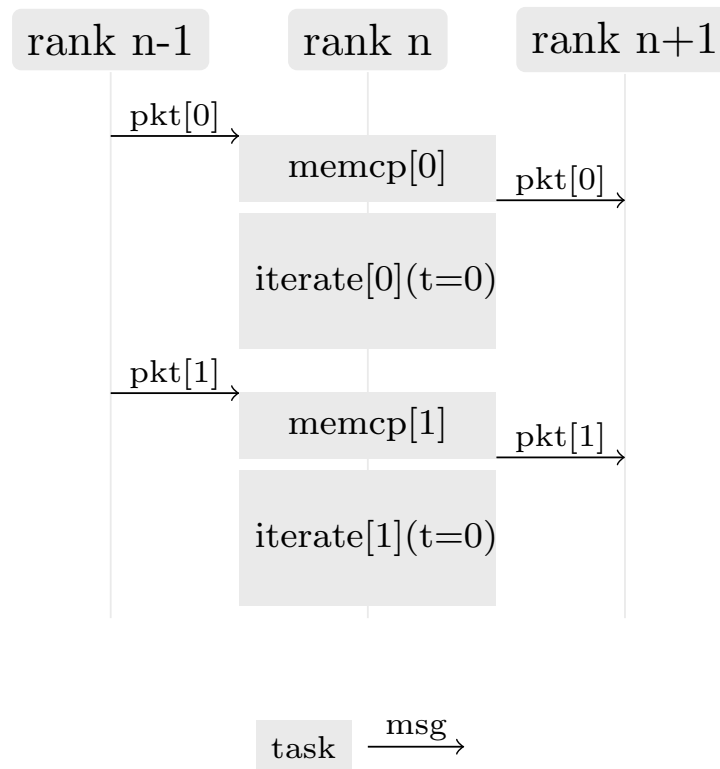 rank n-1
rank n
rank n+1
pkt[0]
memcp[0]
pkt[0]
iterate[0](t=0)
pkt[1]
memcp[1]
pkt[1]
iterate[1](t=0)
task
msg